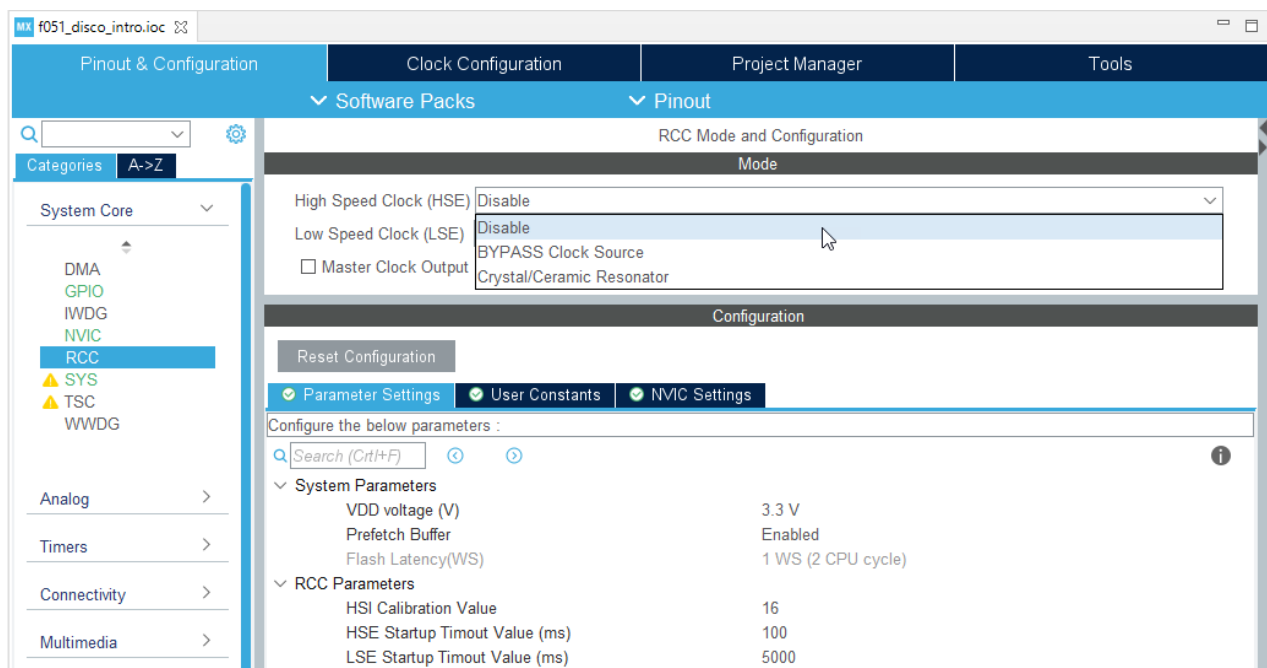 MX f051_disco_intro.ioc
Pinout & Configuration Clock Configuration Project Manager Tools
Software Packs Pinout
RCC Mode and Configuration
Categories A->Z
Mode
System Core
High Speed Clock (HSE) Disable
Low Speed Clock (LSE) Disable
BYPASS Clock Source
Master Clock Output Crystal/Ceramic Resonator
DMA
GPIO
IWDG
NVIC
RCC
SYS
TSC
WWDG
Analog
Timers
Connectivity
Multimedia
Configuration
Reset Configuration
Parameter Settings User Constants NVIC Settings
Configure the below parameters :
Search (Crtl+F)
System Parameters
VDD voltage (V) 3.3 V
Prefetch Buffer Enabled
Flash Latency(WS) 1 WS (2 CPU cycle)
RCC Parameters
HSI Calibration Value 16
HSE Startup Timout Value (ms) 100
LSE Startup Timout Value (ms) 5000